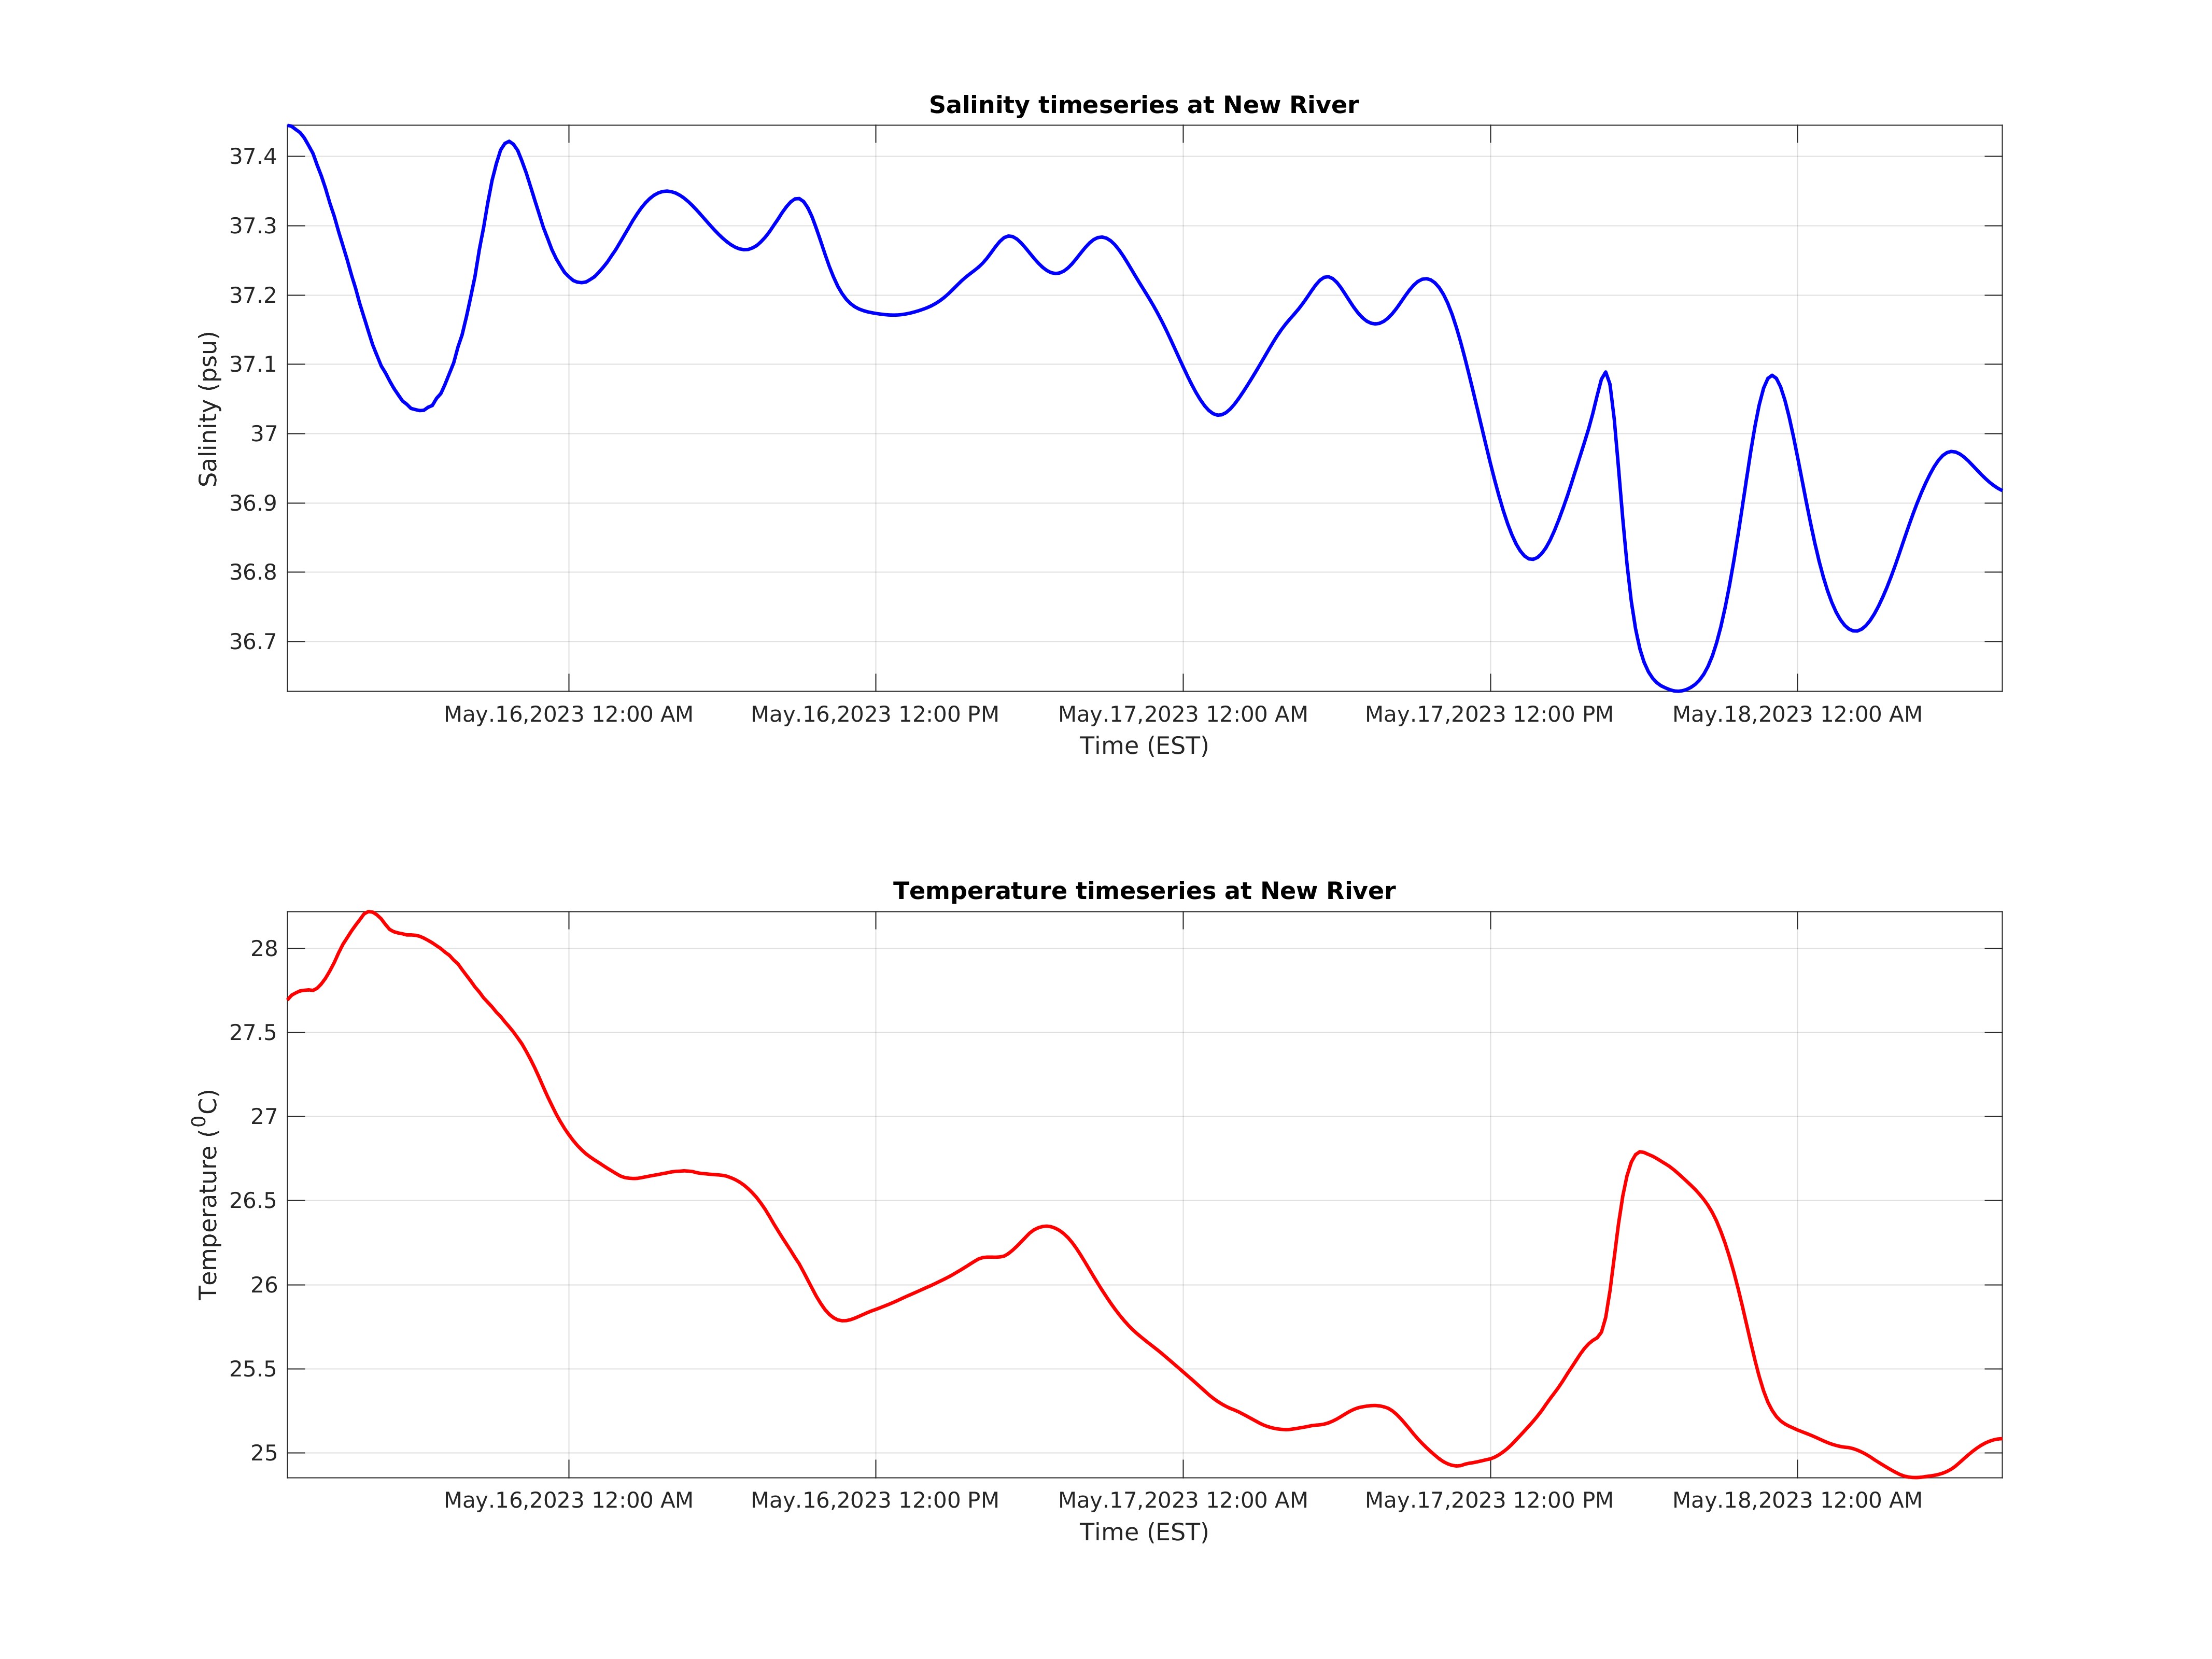 Salinity timeseries at New River
37.4
37.3
37.2
37.1
37
36.9
36.8
36.7
Salinity (psu)
May.16,2023 12:00 AM May.16,2023 12:00 PM May.17,2023 12:00 AM May.17,2023 12:00 PM May.18,2023 12:00 AM
Time (EST)
Temperature timeseries at New River
28
27.5
27
26.5
26
25.5
25
Temperature (⁰C)
May.16,2023 12:00 AM May.16,2023 12:00 PM May.17,2023 12:00 AM May.17,2023 12:00 PM May.18,2023 12:00 AM
Time (EST)